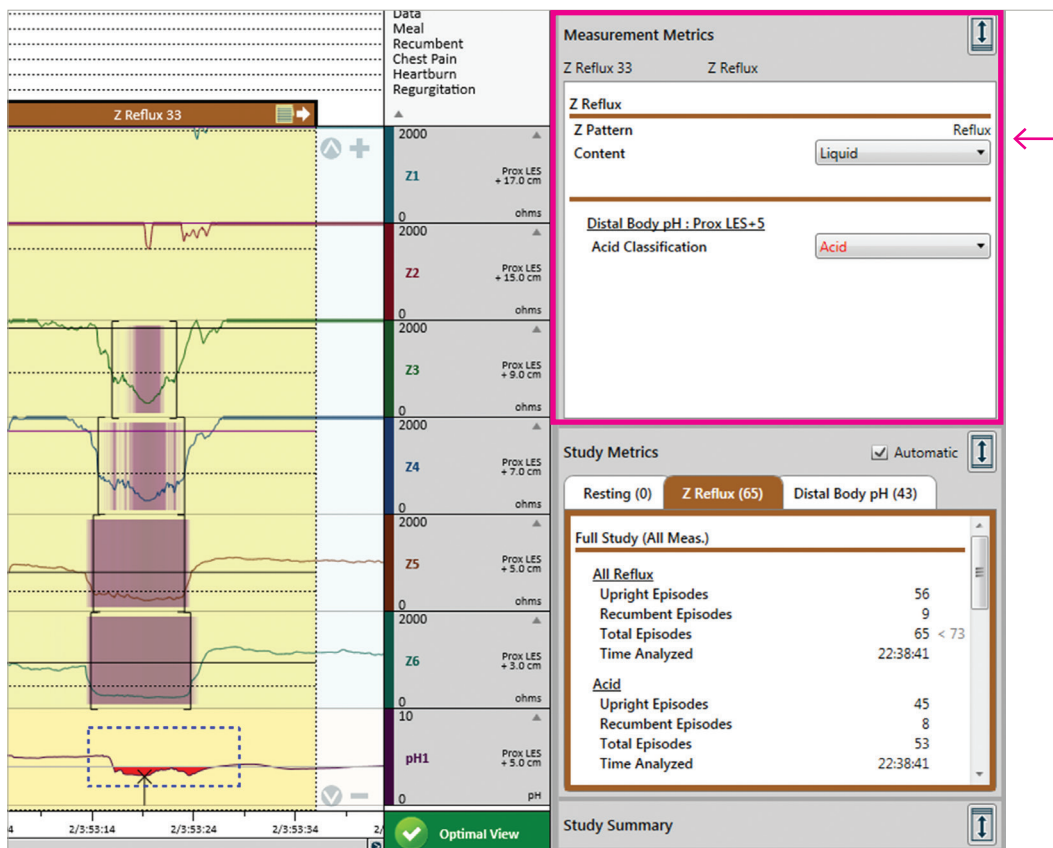 Data
Meal
Recumbent
Chest Pain
Heartburn
Regurgitation
Z Reflux 33
2000
Z1
Prox LES
+ 17.0 cm
0
ohms
2000
Z2
Prox LES
+ 15.0 cm
0
ohms
2000
Z3
Prox LES
+ 9.0 cm
0
ohms
2000
Z4
Prox LES
+ 7.0 cm
0
ohms
2000
Z5
Prox LES
+ 5.0 cm
0
ohms
2000
Z6
Prox LES
+ 3.0 cm
0
ohms
10
pH1
Prox LES
+ 5.0 cm
0
pH
4 2/3:53:14 2/3:53:24 2/3:53:34 2/
Optimal View
Measurement Metrics
Z Reflux 33 Z Reflux
Z Reflux
Z Pattern Reflux
Content Liquid
Distal Body pH : Prox LES+5
Acid Classification Acid
Study Metrics Automatic
Resting (0) Z Reflux (65) Distal Body pH (43)
Full Study (All Meas.)
All Reflux
Upright Episodes 56
Recumbent Episodes 9
Total Episodes 65 < 73
Time Analyzed 22:38:41
Acid
Upright Episodes 45
Recumbent Episodes 8
Total Episodes 53
Time Analyzed 22:38:41
Study Summary